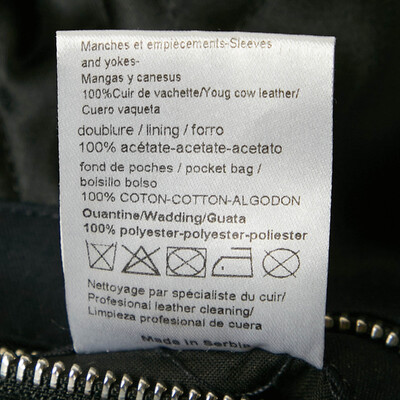 Manches et empiècements-Sleeves
and yokes-
Mangas y canesus
100%Cuir de vachette/Youg cow leather/
Cuero vaqueta
doublure / lining / forro
100% acétate-acetate-acetato
fond de poches / pocket bag /
bolsillo bolso
100% COTON-COTTON-ALGODON
Ouantine/Wadding/Guata
100% polyester-polyester-poliester
Nettoyage par spécialiste du cuir/
Profesional leather cleaning/
Limpieza profesional de cuera
Made in Serbia